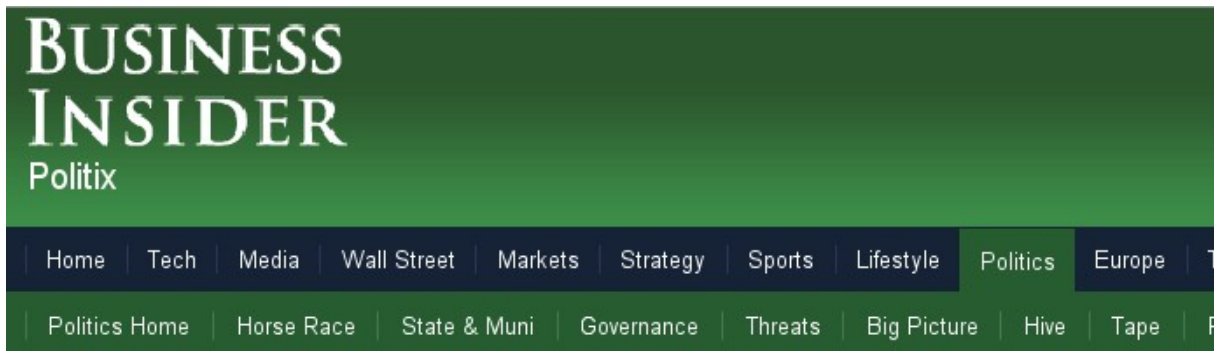 BUSINESS
INSIDER
Politix
Home Tech Media Wall Street Markets Strategy Sports Lifestyle Politics Europe
Politics Home Horse Race State & Muni Governance Threats Big Picture Hive Tape